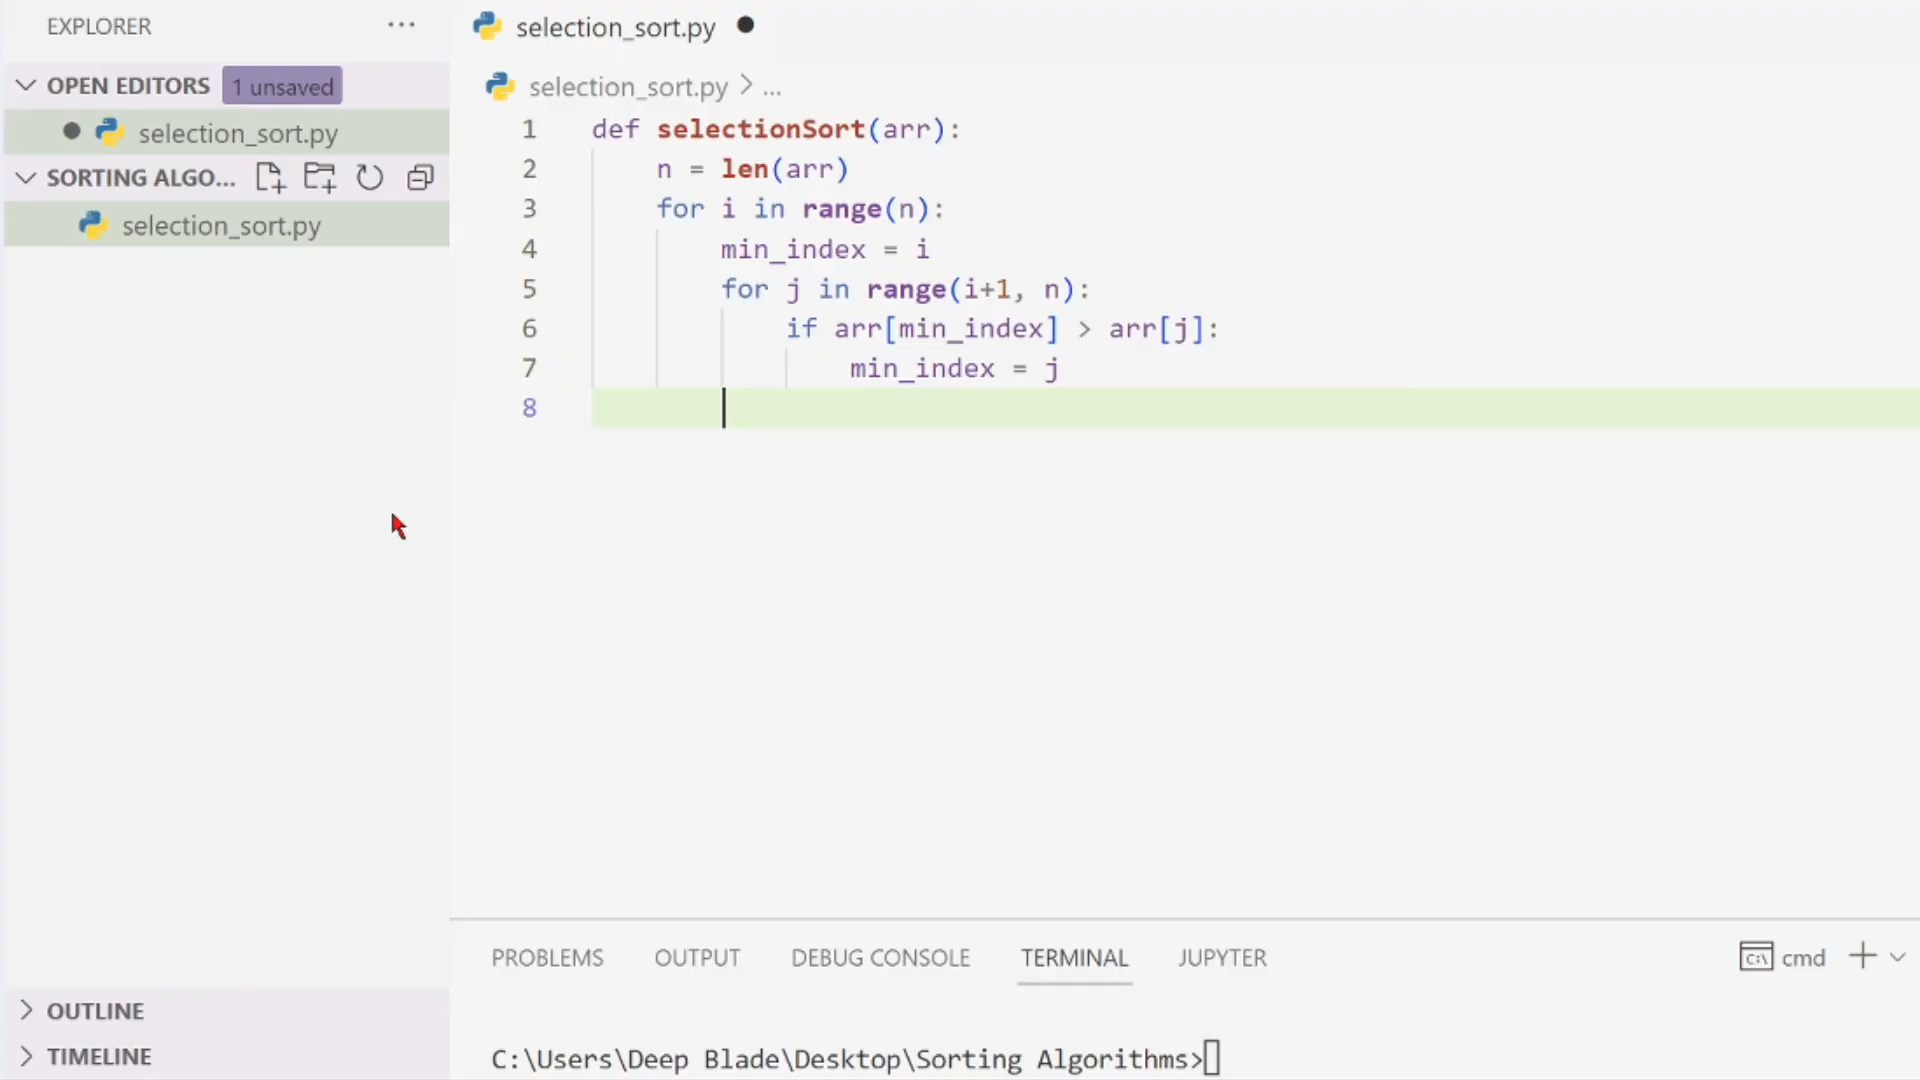 EXPLORER ...
OPEN EDITORS 1 unsaved
selection_sort.py
SORTING ALGO...
selection_sort.py
OUTLINE
TIMELINE
selection_sort.py
selection_sort.py > ...
1 def selectionSort(arr):
2 n = len(arr)
3 for i in range(n):
4 min_index = i
5 for j in range(i+1, n):
6 if arr[min_index] > arr[j]:
7 min_index = j
8
PROBLEMS OUTPUT DEBUG CONSOLE TERMINAL JUPYTER cmd
C:\Users\Deep Blade\Desktop\Sorting Algorithms>